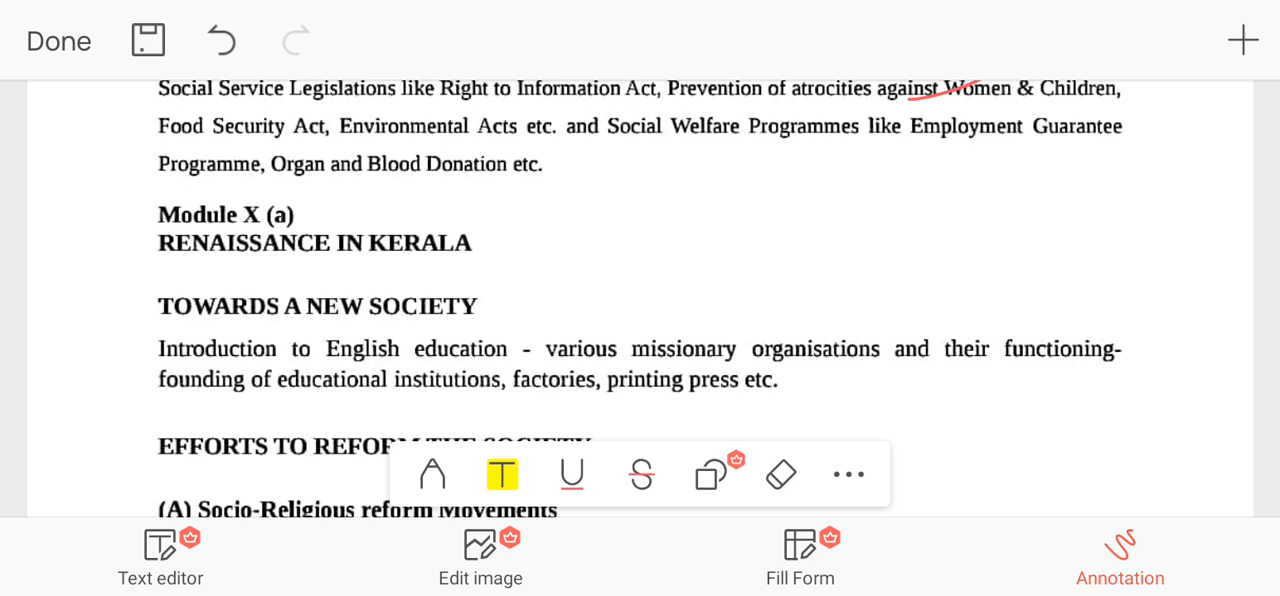 Done
Social Service Legislations like Right to Information Act, Prevention of atrocities against Women & Children,
Food Security Act, Environmental Acts etc. and Social Welfare Programmes like Employment Guarantee
Programme, Organ and Blood Donation etc.
Module X (a)
RENAISSANCE IN KERALA
TOWARDS A NEW SOCIETY
Introduction to English education - various missionary organisations and their functioning-
founding of educational institutions, factories, printing press etc.
EFFORTS TO REFORM THE SOCIETY
(A) Socio-Religious reform Movements
Text editor
Edit image
Fill Form
Annotation